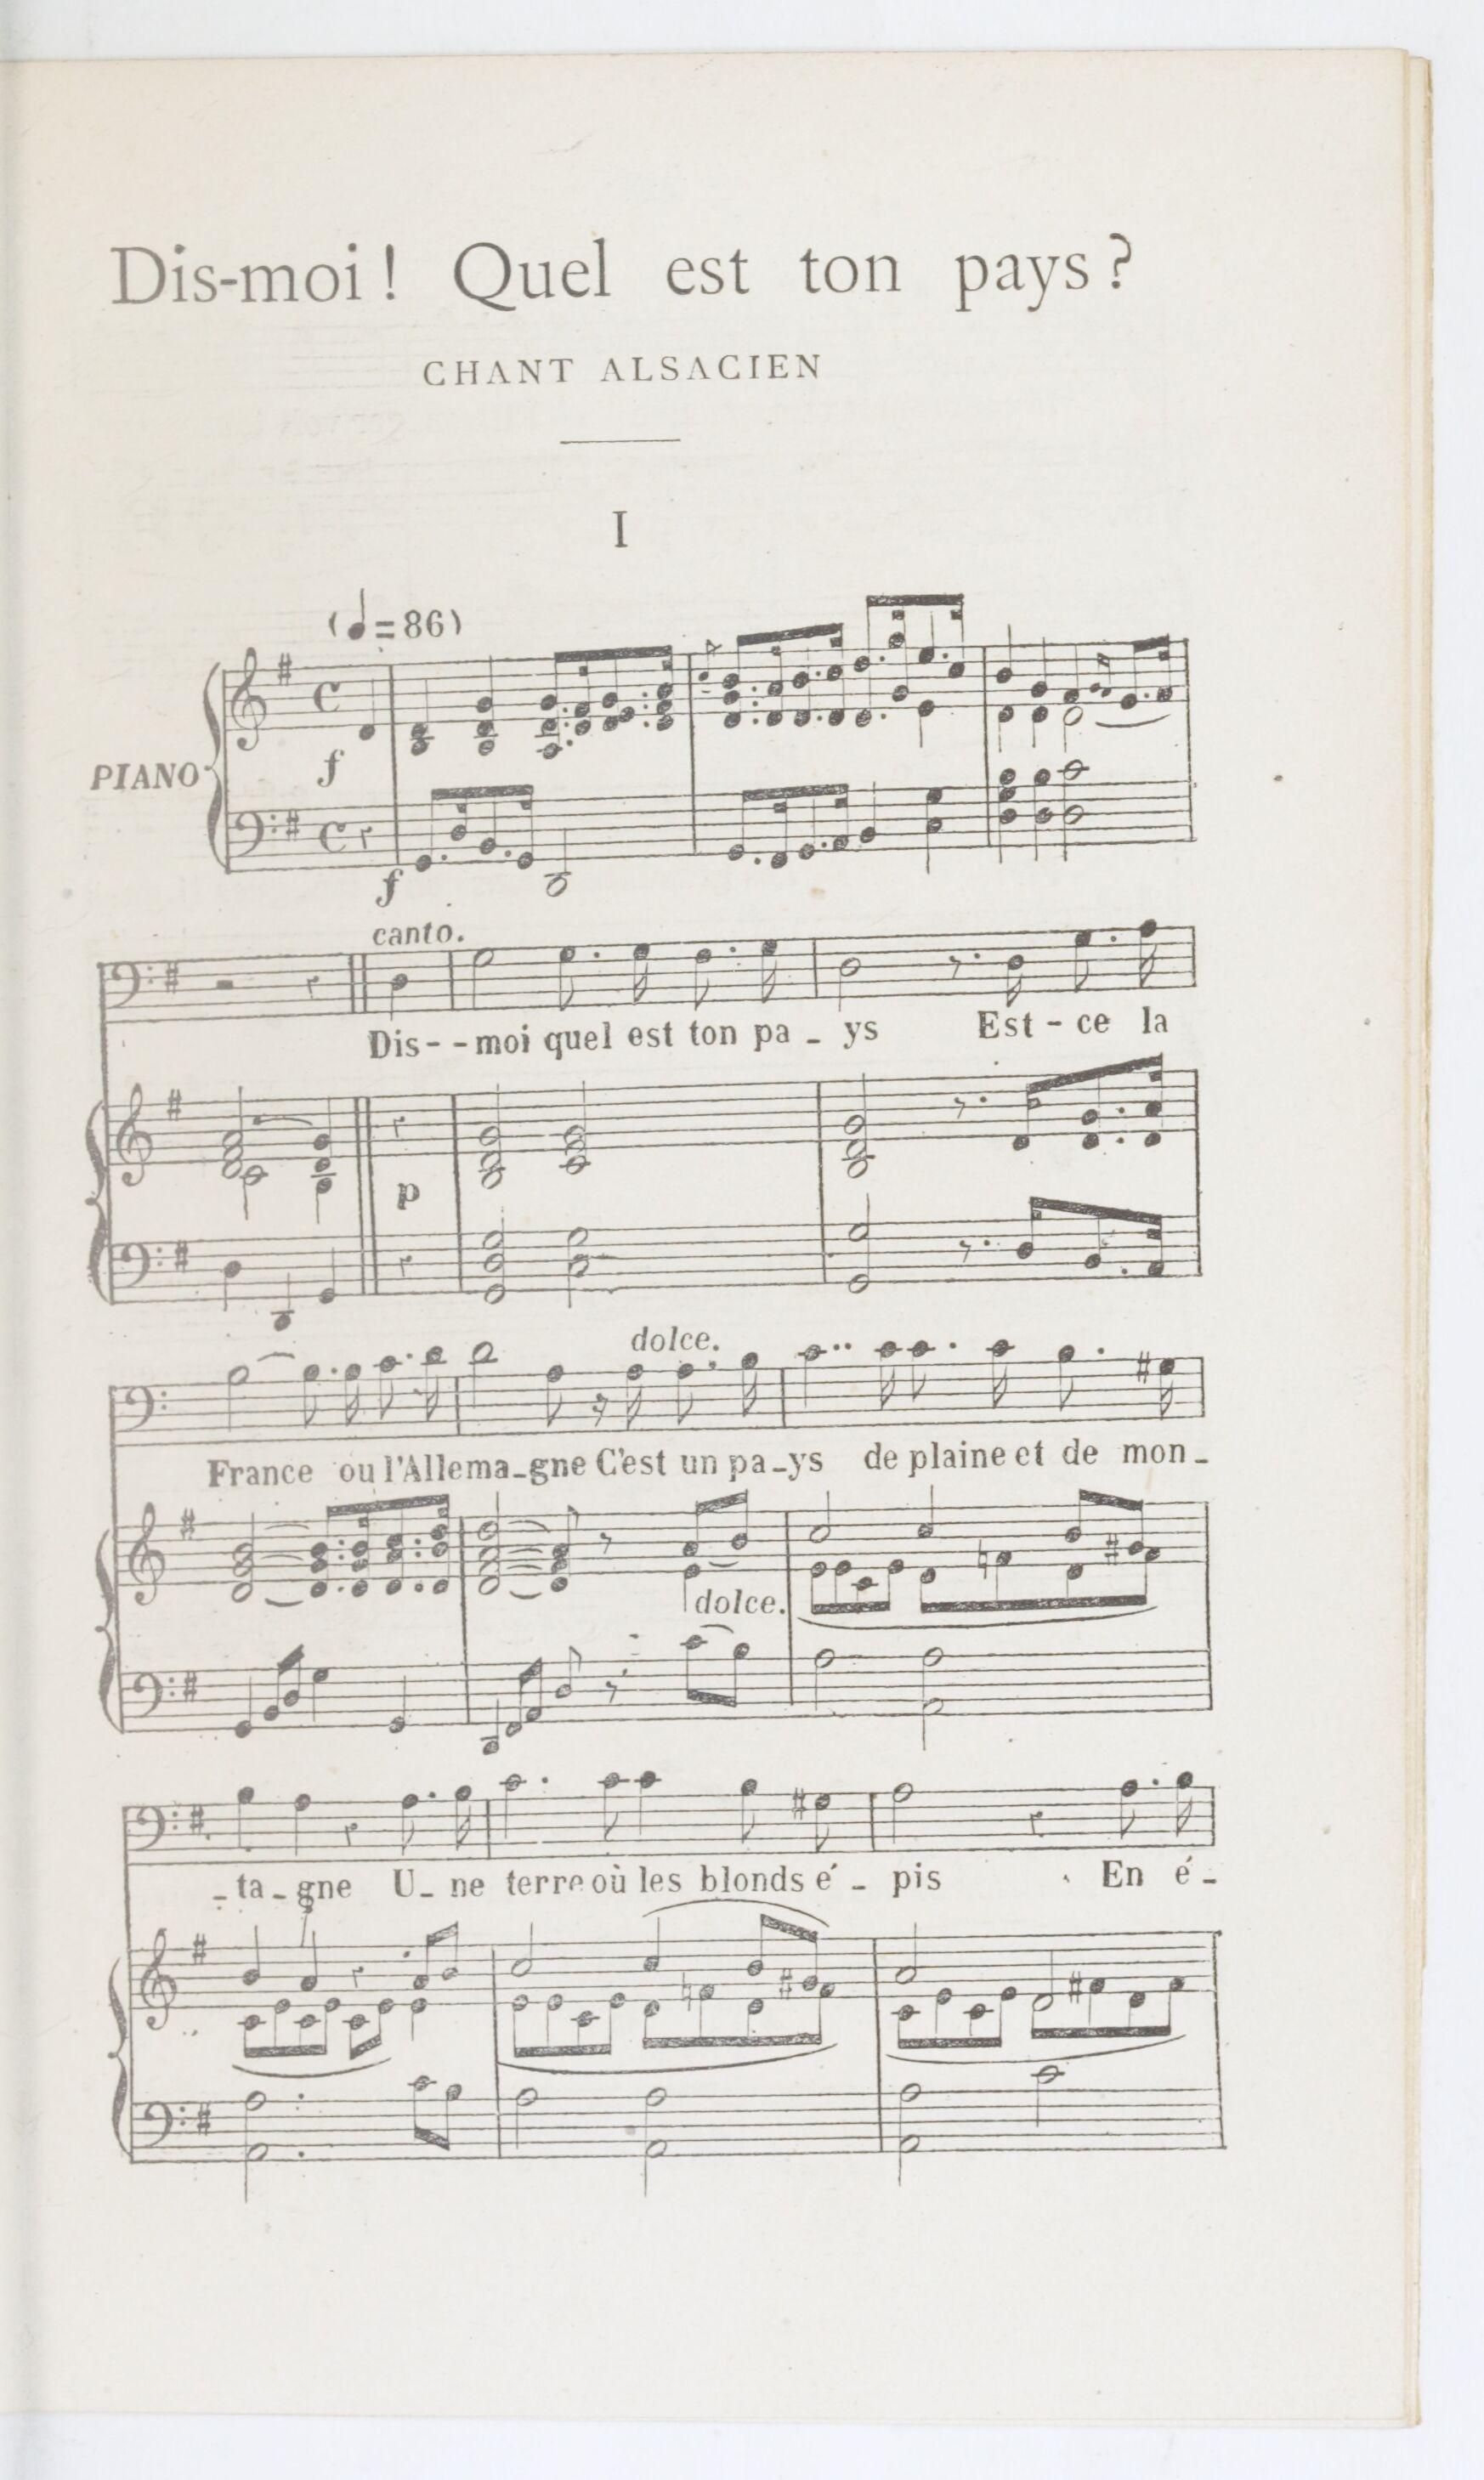 Dis-moi! Quel est ton pays?
CHANT ALSACIEN
I
(♩=86)
PIANO
f
f
canto.
Dis--moi quel est ton pa_ys Est-ce la
p
dolce.
France ou l'Allema_gne C'est un pa_ys de plaine et de mon_
dolce.
_ta_gne U_ne terre où les blonds é_pis En é_